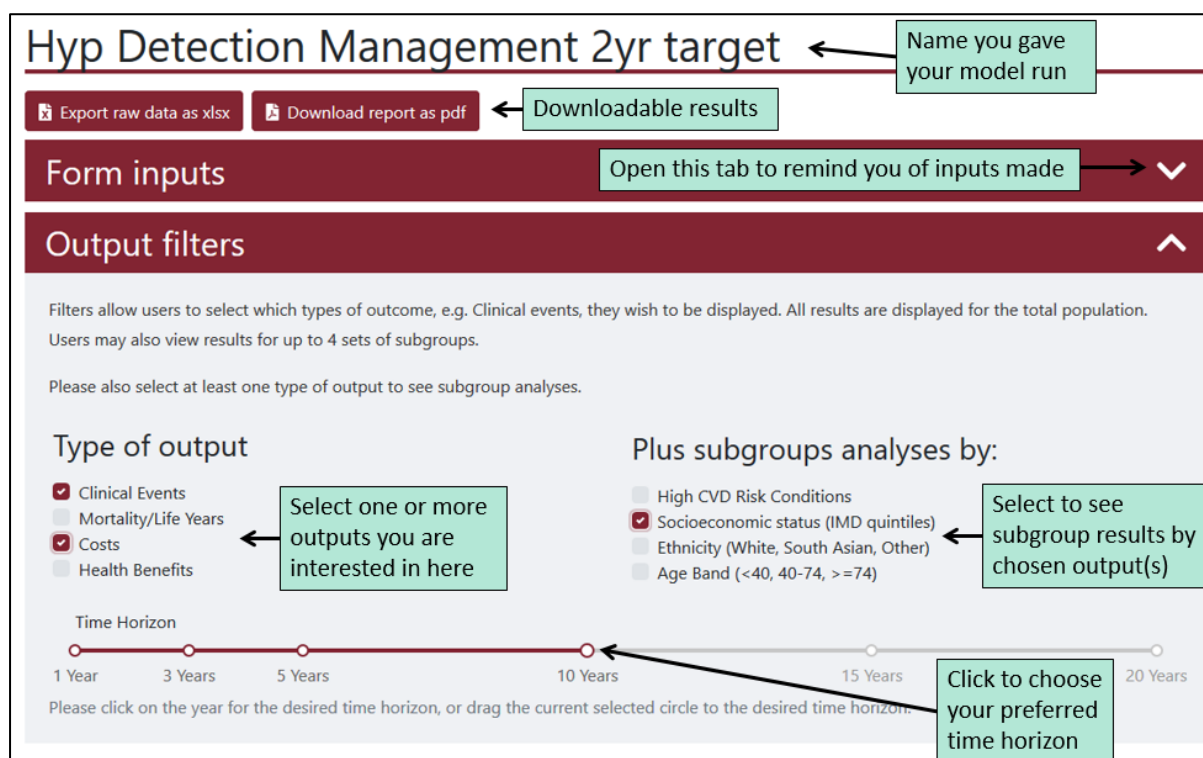 Hyp Detection Management 2yr target
Name you gave
your model run
Export raw data as xlsx
Download report as pdf
Downloadable results
Form inputs
Open this tab to remind you of inputs made
Output filters
Filters allow users to select which types of outcome, e.g. Clinical events, they wish to be displayed. All results are displayed for the total population.
Users may also view results for up to 4 sets of subgroups.
Please also select at least one type of output to see subgroup analyses.
Type of output
Clinical Events
Mortality/Life Years
Costs
Health Benefits
Select one or more
outputs you are
interested in here
Plus subgroups analyses by:
High CVD Risk Conditions
Socioeconomic status (IMD quintiles)
Ethnicity (White, South Asian, Other)
Age Band (<40, 40-74, >=74)
Select to see
subgroup results by
chosen output(s)
Time Horizon
1 Year
3 Years
5 Years
10 Years
15 Years
20 Years
Please click on the year for the desired time horizon, or drag the current selected circle to the desired time horizon.
Click to choose
your preferred
time horizon